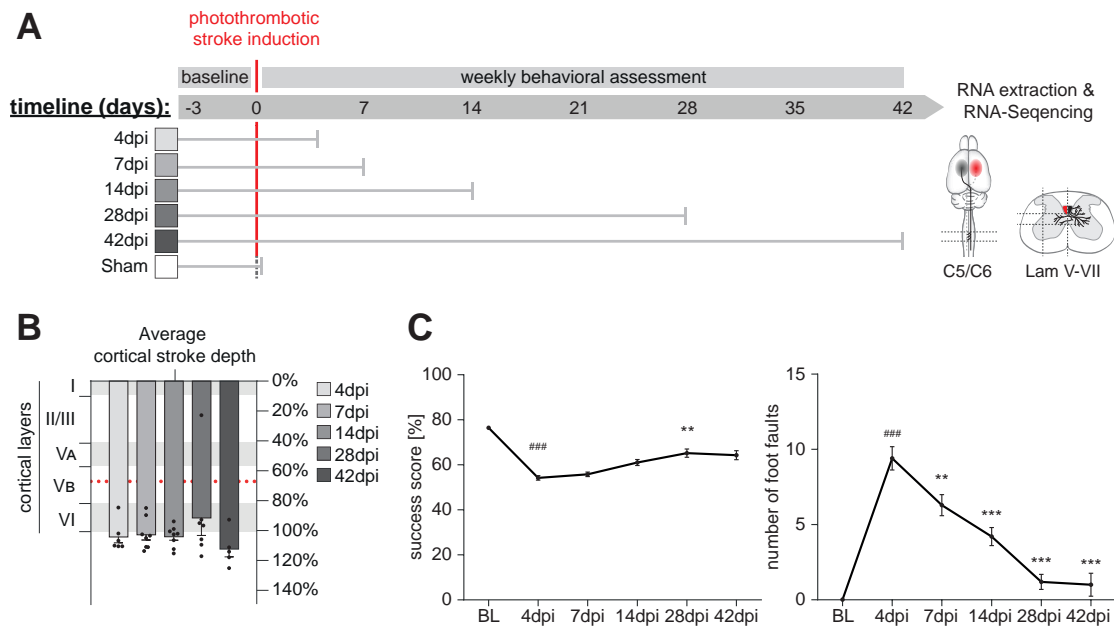 A
photothrombotic
stroke induction
baseline
weekly behavioral assessment
timeline (days):
-3 0 7 14 21 28 35 42
RNA extraction &
RNA-Seqencing
4dpi
7dpi
14dpi
28dpi
42dpi
Sham
C5/C6
Lam V-VII
B
Average
cortical stroke depth
cortical layers
I
II/III
VA
VB
VI
0%
20%
40%
60%
80%
100%
120%
140%
4dpi
7dpi
14dpi
28dpi
42dpi
C
success score [%]
100
80
60
40
20
0
###
**
BL 4dpi 7dpi 14dpi 28dpi 42dpi
number of foot faults
15
10
5
0
###
**
***
***
***
BL 4dpi 7dpi 14dpi 28dpi 42dpi